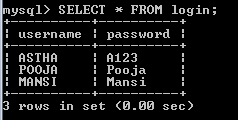 mysql> SELECT * FROM login;
+----------+----------+
| username | password |
+----------+----------+
| ASTHA    | A123     |
| POOJA    | Pooja    |
| MANSI    | Mansi    |
+----------+----------+
3 rows in set (0.00 sec)